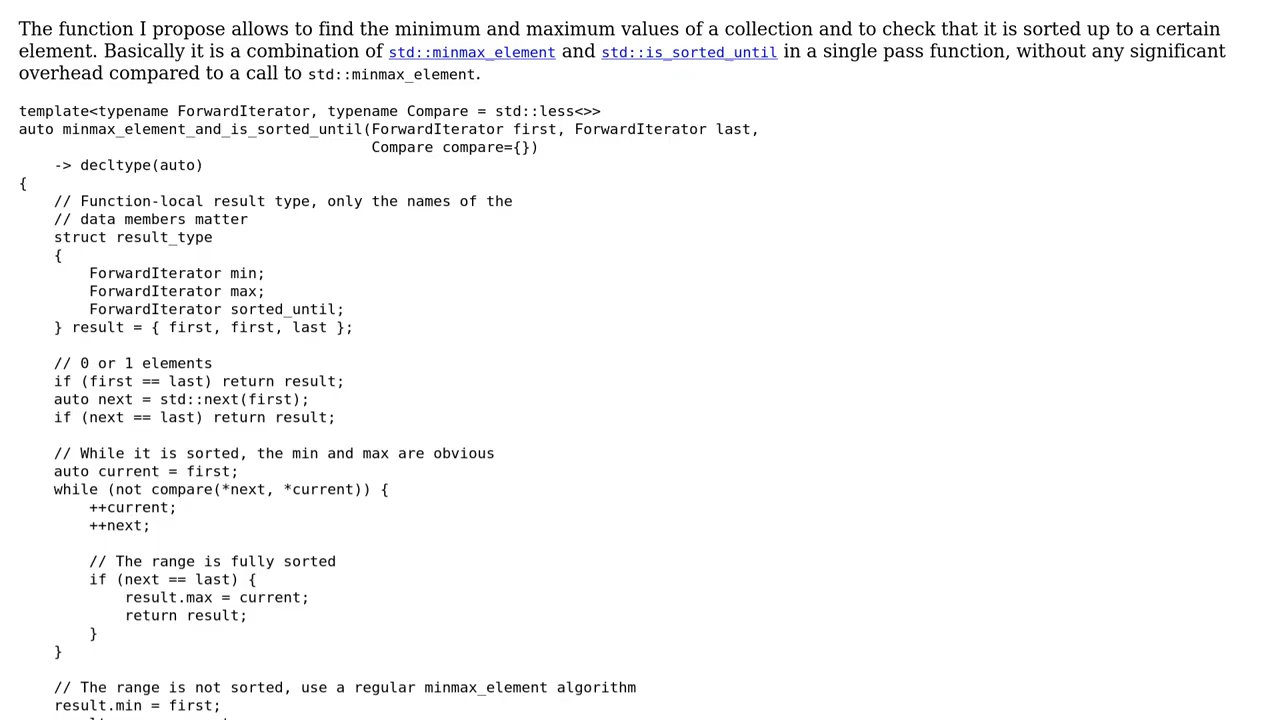 The function I propose allows to find the minimum and maximum values of a collection and to check that it is sorted up to a certain
element. Basically it is a combination of std::minmax_element and std::is_sorted_until in a single pass function, without any significant
overhead compared to a call to std::minmax_element.
template<typename ForwardIterator, typename Compare = std::less<>>
auto minmax_element_and_is_sorted_until(ForwardIterator first, ForwardIterator last,
                                        Compare compare={})
    -> decltype(auto)
{
    // Function-local result type, only the names of the
    // data members matter
    struct result_type
    {
        ForwardIterator min;
        ForwardIterator max;
        ForwardIterator sorted_until;
    } result = { first, first, last };

    // 0 or 1 elements
    if (first == last) return result;
    auto next = std::next(first);
    if (next == last) return result;

    // While it is sorted, the min and max are obvious
    auto current = first;
    while (not compare(*next, *current)) {
        ++current;
        ++next;

        // The range is fully sorted
        if (next == last) {
            result.max = current;
            return result;
        }
    }

    // The range is not sorted, use a regular minmax_element algorithm
    result.min = first;